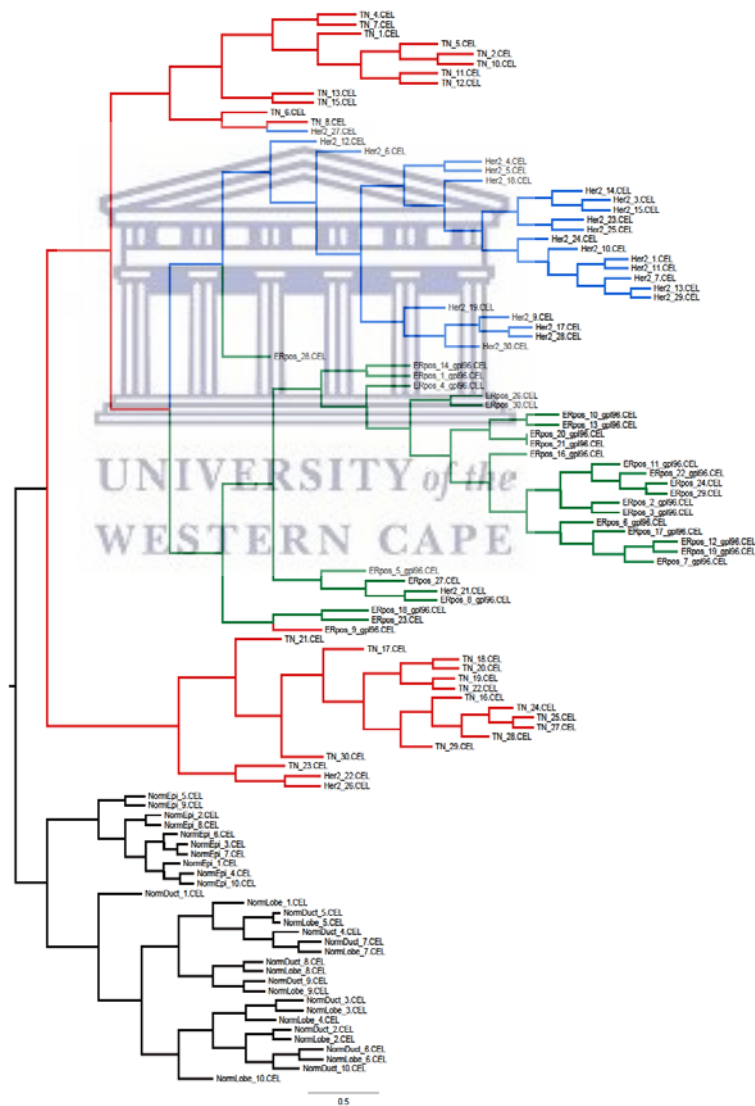 TN_4.CEL
TN_7.CEL
TN_1.CEL
TN_5.CEL
TN_2.CEL
TN_10.CEL
TN_11.CEL
TN_12.CEL
TN_13.CEL
TN_15.CEL
TN_6.CEL
TN_8.CEL
Her2_27.CEL
Her2_12.CEL
Her2_6.CEL
Her2_4.CEL
Her2_5.CEL
Her2_18.CEL
Her2_14.CEL
Her2_3.CEL
Her2_15.CEL
Her2_23.CEL
Her2_25.CEL
Her2_24.CEL
Her2_10.CEL
Her2_1.CEL
Her2_11.CEL
Her2_7.CEL
Her2_13.CEL
Her2_29.CEL
Her2_19.CEL
Her2_9.CEL
Her2_17.CEL
Her2_28.CEL
Her2_30.CEL
ERpos_28.CEL
ERpos_14_gpl96.CEL
ERpos_1_gpl96.CEL
ERpos_4_gpl96.CEL
ERpos_26.CEL
ERpos_30.CEL
ERpos_10_gpl96.CEL
ERpos_13_gpl96.CEL
ERpos_20_gpl96.CEL
ERpos_21_gpl96.CEL
ERpos_16_gpl96.CEL
ERpos_11_gpl96.CEL
ERpos_22_gpl96.CEL
ERpos_24.CEL
ERpos_29.CEL
ERpos_2_gpl96.CEL
ERpos_3_gpl96.CEL
ERpos_6_gpl96.CEL
ERpos_17_gpl96.CEL
ERpos_12_gpl96.CEL
ERpos_19_gpl96.CEL
ERpos_7_gpl96.CEL
UNIVERSITY of the
WESTERN CAPE
ERpos_5_gpl96.CEL
ERpos_27.CEL
Her2_21.CEL
ERpos_8_gpl96.CEL
ERpos_18_gpl96.CEL
ERpos_23.CEL
ERpos_9_gpl96.CEL
TN_21.CEL
TN_17.CEL
TN_18.CEL
TN_20.CEL
TN_19.CEL
TN_22.CEL
TN_16.CEL
TN_24.CEL
TN_25.CEL
TN_27.CEL
TN_28.CEL
TN_29.CEL
TN_30.CEL
TN_23.CEL
Her2_22.CEL
Her2_26.CEL
NormEpi_5.CEL
NormEpi_9.CEL
NormEpi_2.CEL
NormEpi_8.CEL
NormEpi_6.CEL
NormEpi_3.CEL
NormEpi_7.CEL
NormEpi_1.CEL
NormEpi_4.CEL
NormEpi_10.CEL
NormDuct_1.CEL
NormLobe_1.CEL
NormDuct_5.CEL
NormLobe_5.CEL
NormDuct_4.CEL
NormDuct_7.CEL
NormLobe_7.CEL
NormDuct_8.CEL
NormLobe_8.CEL
NormDuct_9.CEL
NormLobe_9.CEL
NormDuct_3.CEL
NormLobe_3.CEL
NormLobe_4.CEL
NormDuct_2.CEL
NormLobe_2.CEL
NormDuct_6.CEL
NormLobe_6.CEL
NormDuct_10.CEL
NormLobe_10.CEL
0.5